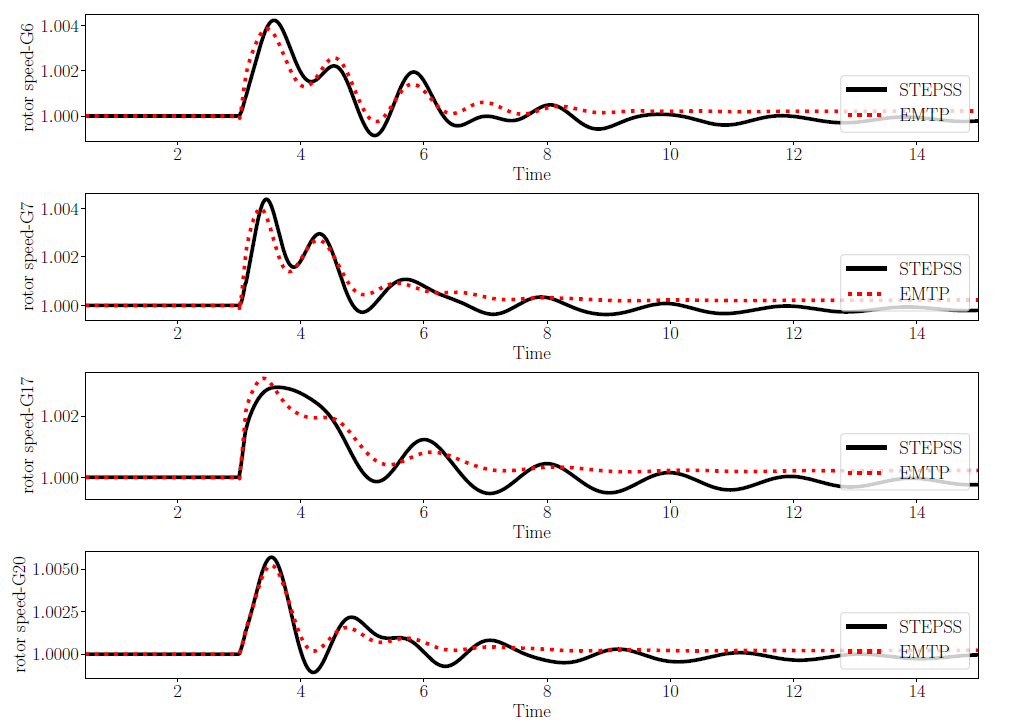 rotor speed-G6
1.004
1.002
1.000
STEPSS
EMTP
2 4 6 8 10 12 14
Time
rotor speed-G7
1.004
1.002
1.000
STEPSS
EMTP
2 4 6 8 10 12 14
Time
rotor speed-G17
1.002
1.000
STEPSS
EMTP
2 4 6 8 10 12 14
Time
rotor speed-G20
1.0050
1.0025
1.0000
STEPSS
EMTP
2 4 6 8 10 12 14
Time